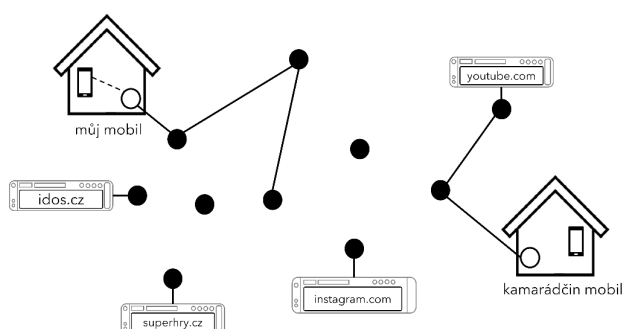 youtube.com
můj mobil
idos.cz
kamarádčin mobil
instagram.com
superhry.cz